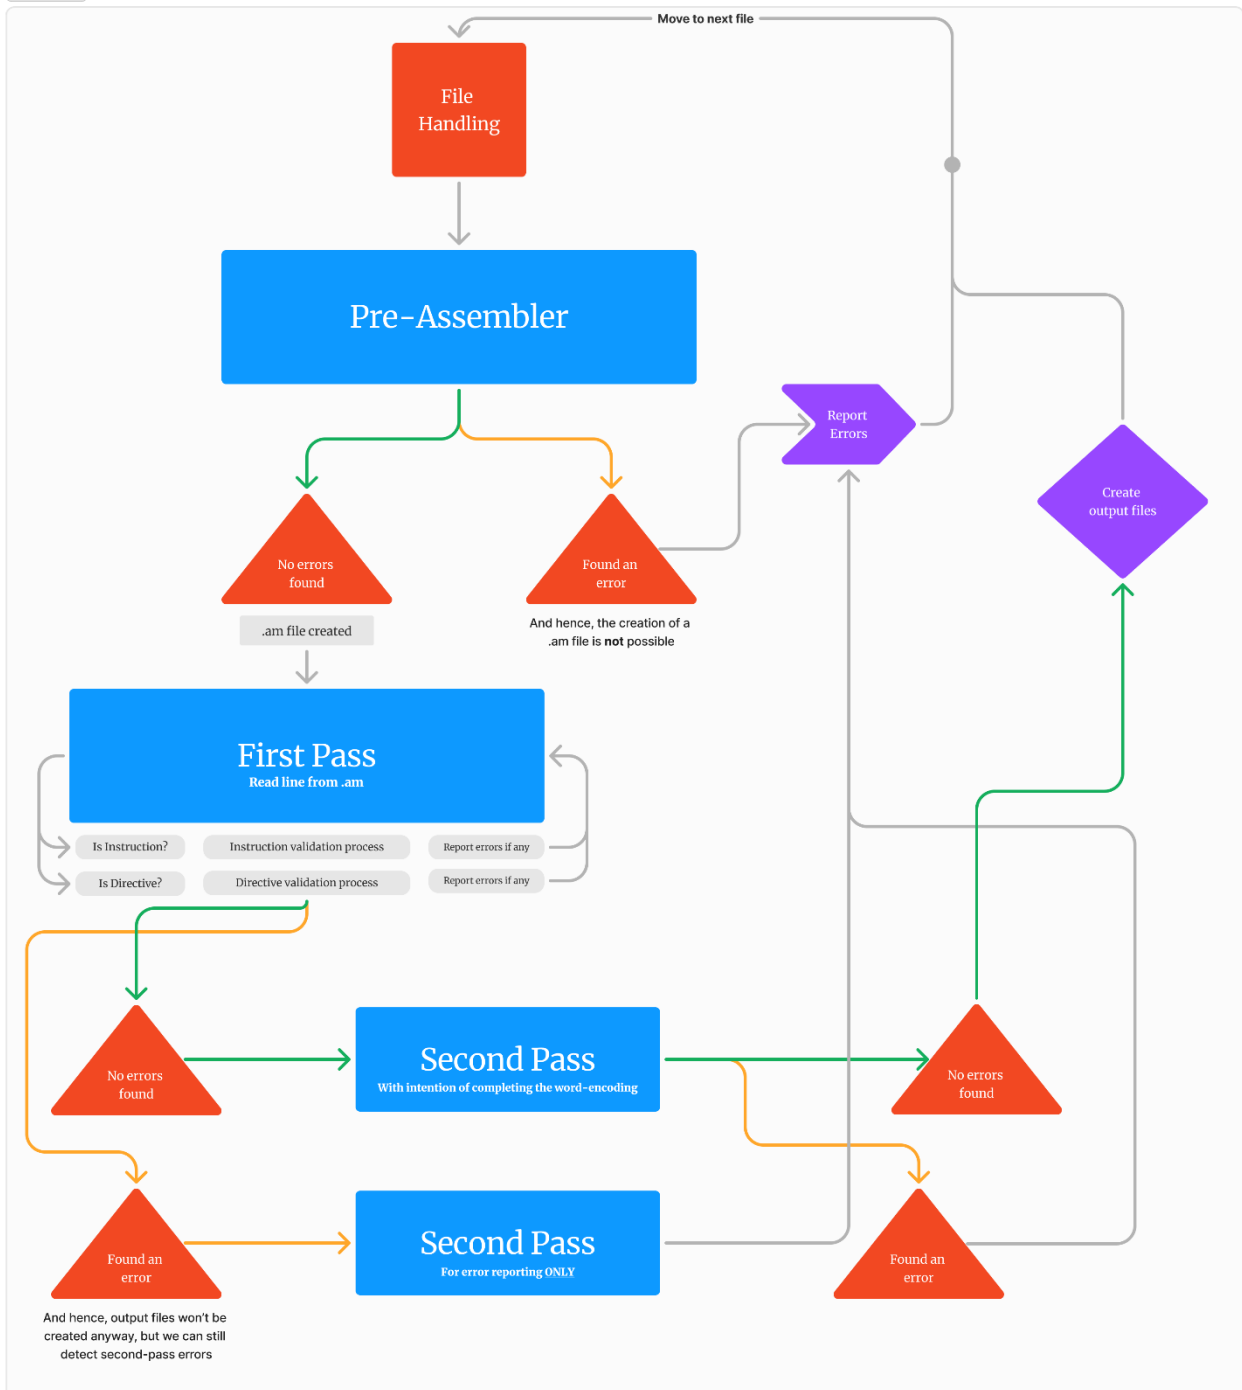 Move to next file
File
Handling
Pre-Assembler
Report
Errors
Create
output files
No errors
found
Found an
error
.am file created
And hence, the creation of a
.am file is not possible
First Pass
Read line from .am
Is Instruction?
Instruction validation process
Report errors if any
Is Directive?
Directive validation process
Report errors if any
No errors
found
Second Pass
With intention of completing the word-encoding
No errors
found
Found an
error
Second Pass
For error reporting ONLY
Found an
error
And hence, output files won't be
created anyway, but we can still
detect second-pass errors